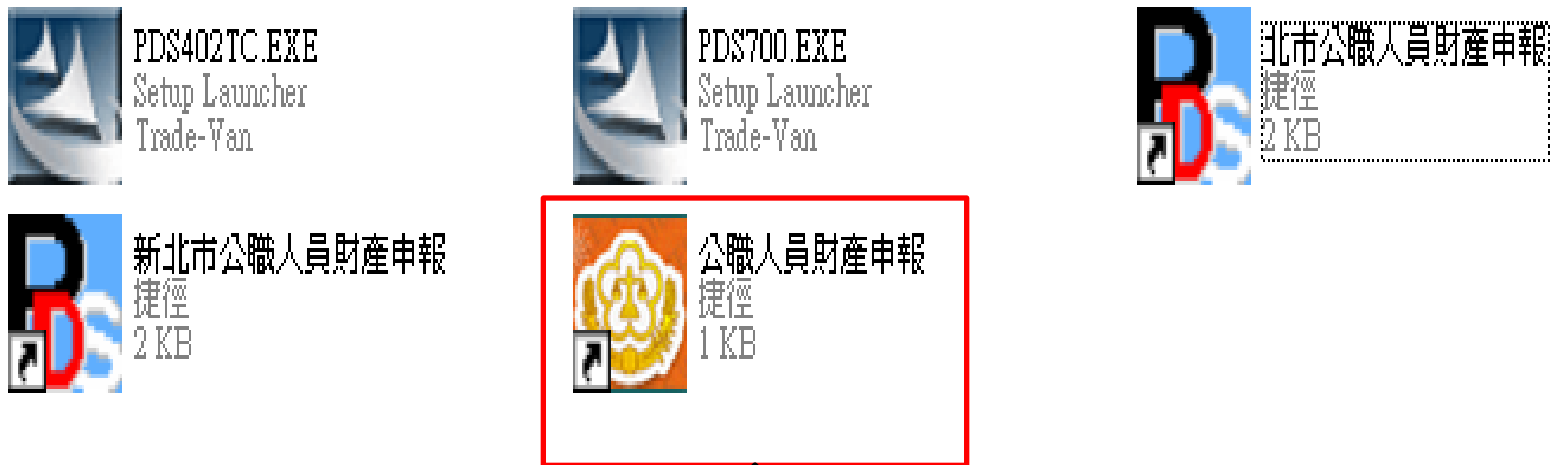 PDS402TC.EXE
Setup Launcher
Trade-Van
PDS700.EXE
Setup Launcher
Trade-Van
北市公職人員財產申報
捷徑
2 KB
新北市公職人員財產申報
捷徑
2 KB
公職人員財產申報
捷徑
1 KB